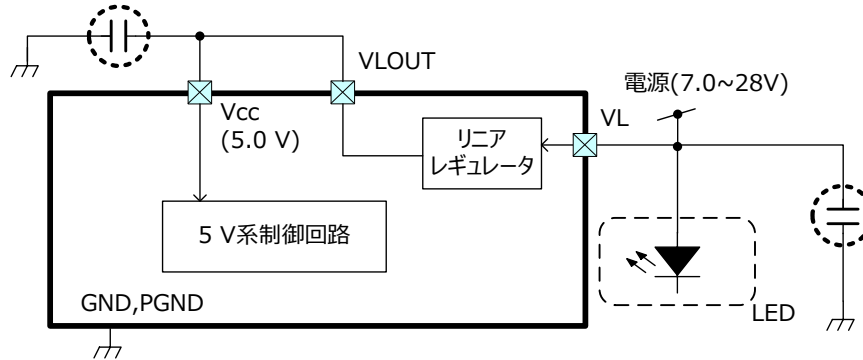 VLOUT
電源(7.0~28V)
Vcc
(5.0 V)
VL
リニア
レギュレータ
5 V系制御回路
GND,PGND
LED